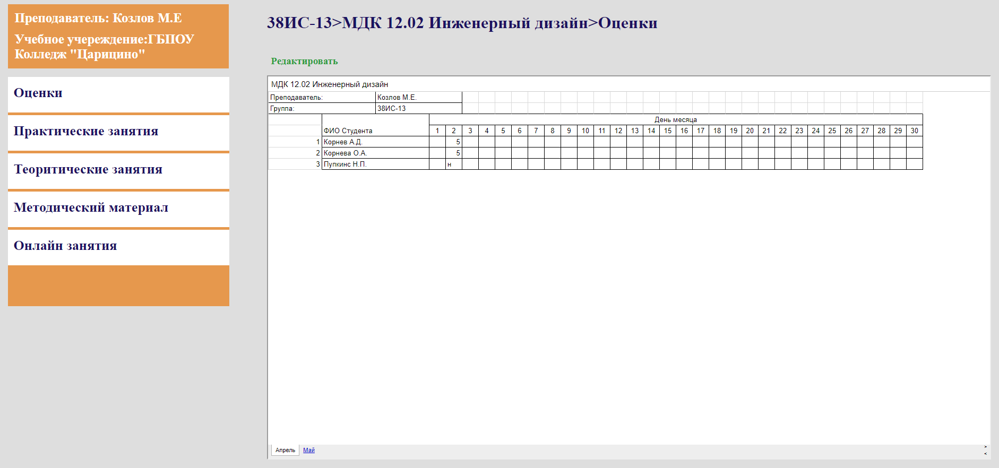 Преподаватель: Козлов М.Е
Учебное учереждение:ГБПОУ
Колледж "Царицино"
Оценки
Практические занятия
Теоритические занятия
Методический материал
Онлайн занятия
38ИС-13>МДК 12.02 Инженерный дизайн>Оценки
Редактировать
МДК 12.02 Инженерный дизайн
Преподаватель: Козлов М.Е.
Группа: 38ИС-13
День месяца
ФИО Студента 1 2 3 4 5 6 7 8 9 10 11 12 13 14 15 16 17 18 19 20 21 22 23 24 25 26 27 28 29 30
1 Корнев А.Д. 5
2 Корнева О.А. 5
3 Пупкинс Н.П. н
Апрель Май
>
<